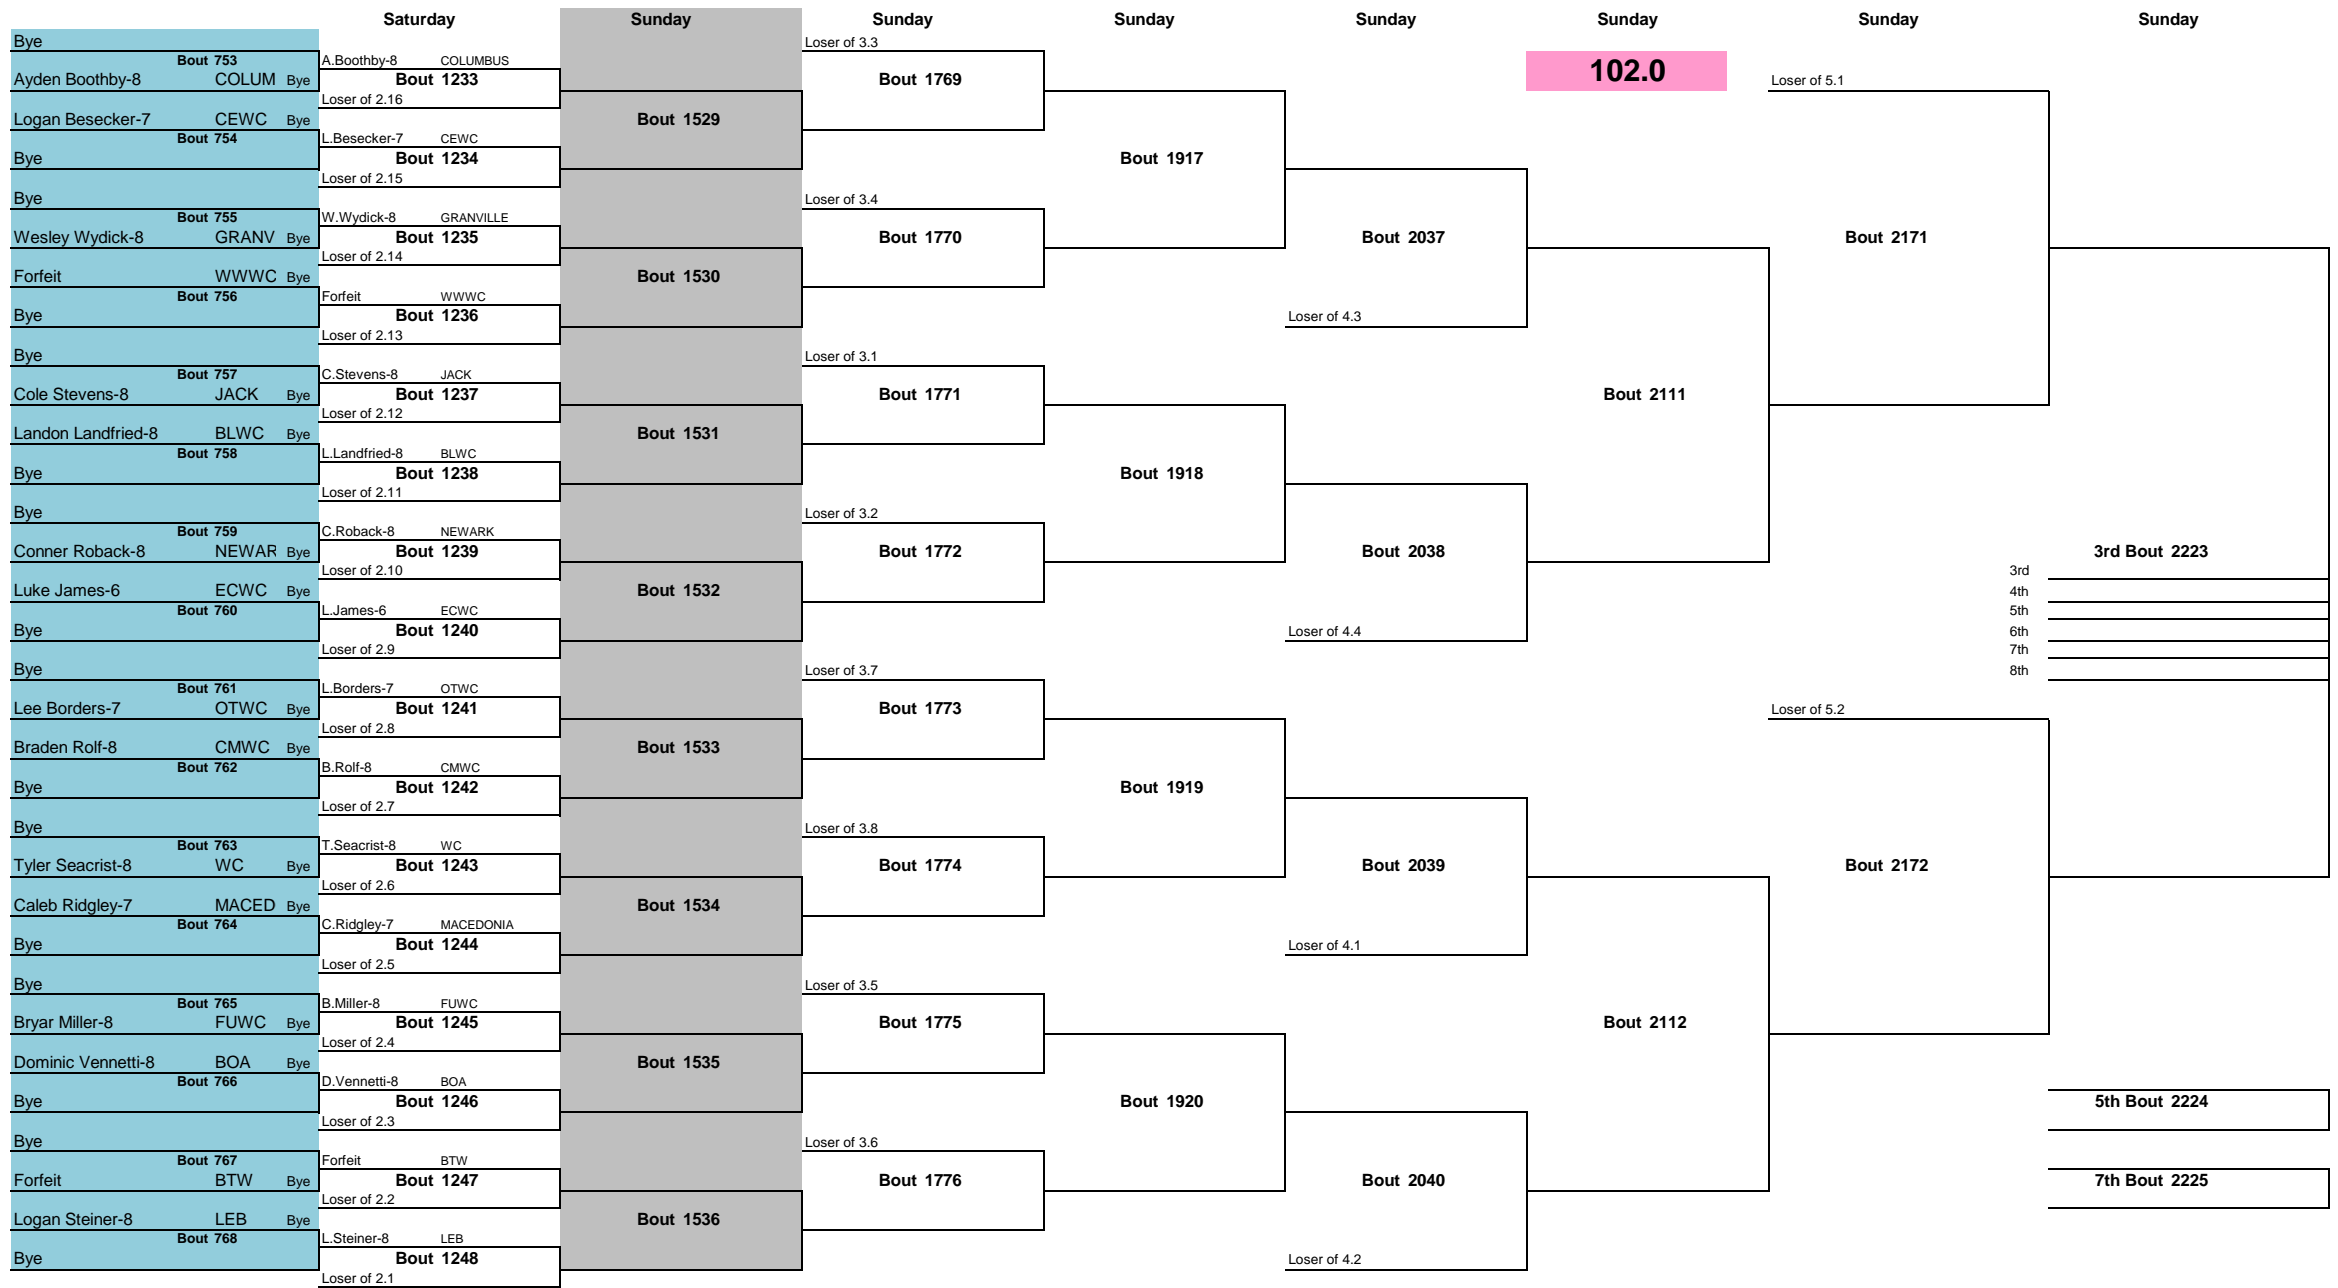 Saturday Sunday Sunday Sunday Sunday Sunday Sunday Sunday
Bye Loser of 3.3
Bout 753 A.Boothby-8 COLUMBUS
Ayden Boothby-8 COLUM Bye Bout 1233 Bout 1769 102.0 Loser of 5.1
Loser of 2.16
Logan Besecker-7 CEWC Bye Bout 1529
Bout 754 L.Besecker-7 CEWC
Bye Bout 1234 Bout 1917
Loser of 2.15
Bye Loser of 3.4
Bout 755 W.Wydick-8 GRANVILLE
Wesley Wydick-8 GRANV Bye Bout 1235 Bout 1770 Bout 2037 Bout 2171
Loser of 2.14
Forfeit WWWC Bye Bout 1530
Bout 756 Forfeit WWWC
Bye Bout 1236 Loser of 4.3
Loser of 2.13
Bye Loser of 3.1
Bout 757 C.Stevens-8 JACK
Cole Stevens-8 JACK Bye Bout 1237 Bout 1771 Bout 2111
Loser of 2.12
Landon Landfried-8 BLWC Bye Bout 1531
Bout 758 L.Landfried-8 BLWC
Bye Bout 1238 Bout 1918
Loser of 2.11
Bye Loser of 3.2
Bout 759 C.Roback-8 NEWARK
Conner Roback-8 NEWAR Bye Bout 1239 Bout 1772 Bout 2038 3rd Bout 2223
Loser of 2.10 3rd
Luke James-6 ECWC Bye Bout 1532 4th
Bout 760 L.James-6 ECWC 5th
Bye Bout 1240 Loser of 4.4 6th
Loser of 2.9 7th
Bye Loser of 3.7 8th
Bout 761 L.Borders-7 OTWC
Lee Borders-7 OTWC Bye Bout 1241 Bout 1773 Loser of 5.2
Loser of 2.8
Braden Rolf-8 CMWC Bye Bout 1533
Bout 762 B.Rolf-8 CMWC
Bye Bout 1242 Bout 1919
Loser of 2.7
Bye Loser of 3.8
Bout 763 T.Seacrist-8 WC
Tyler Seacrist-8 WC Bye Bout 1243 Bout 1774 Bout 2039 Bout 2172
Loser of 2.6
Caleb Ridgley-7 MACED Bye Bout 1534
Bout 764 C.Ridgley-7 MACEDONIA
Bye Bout 1244 Loser of 4.1
Loser of 2.5
Bye Loser of 3.5
Bout 765 B.Miller-8 FUWC
Bryar Miller-8 FUWC Bye Bout 1245 Bout 1775 Bout 2112
Loser of 2.4
Dominic Vennetti-8 BOA Bye Bout 1535
Bout 766 D.Vennetti-8 BOA
Bye Bout 1246 Bout 1920 5th Bout 2224
Loser of 2.3
Bye Loser of 3.6
Bout 767 Forfeit BTW
Forfeit BTW Bye Bout 1247 Bout 1776 Bout 2040 7th Bout 2225
Loser of 2.2
Logan Steiner-8 LEB Bye Bout 1536
Bout 768 L.Steiner-8 LEB
Bye Bout 1248 Loser of 4.2
Loser of 2.1